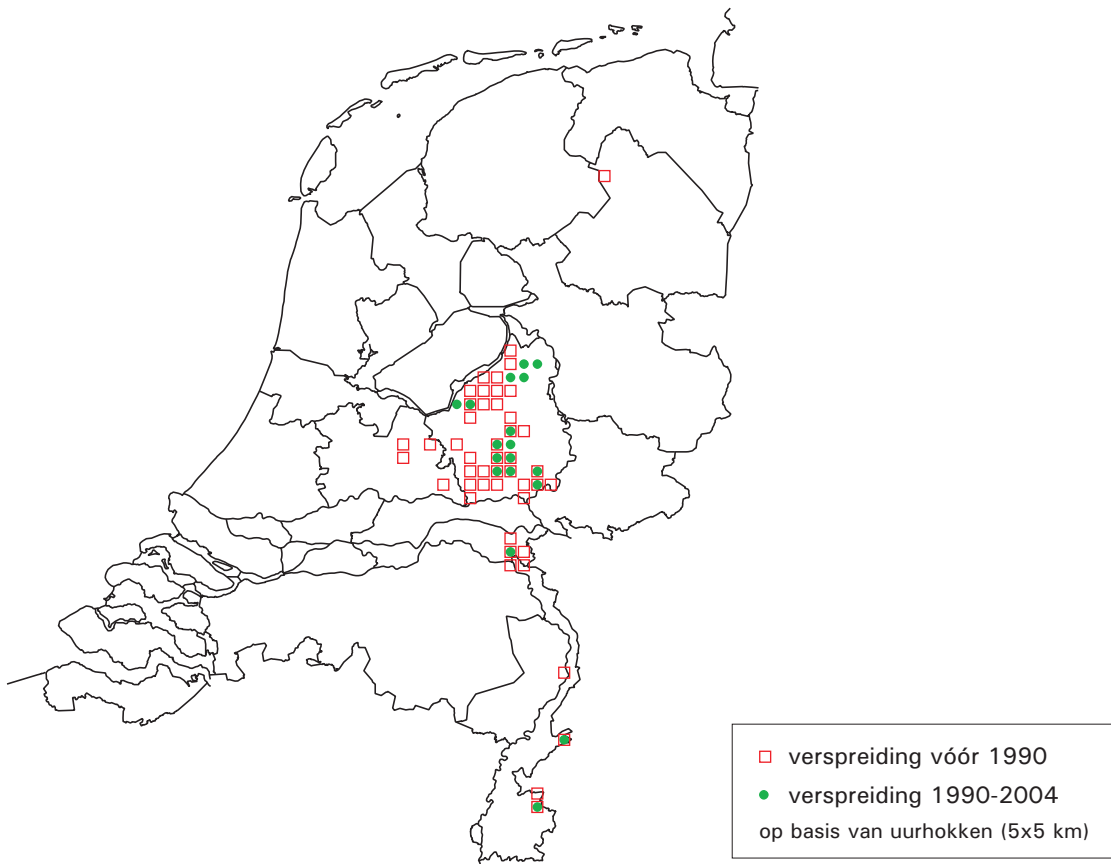 verspreiding vóór 1990
verspreiding 1990-2004
op basis van uurhokken (5x5 km)